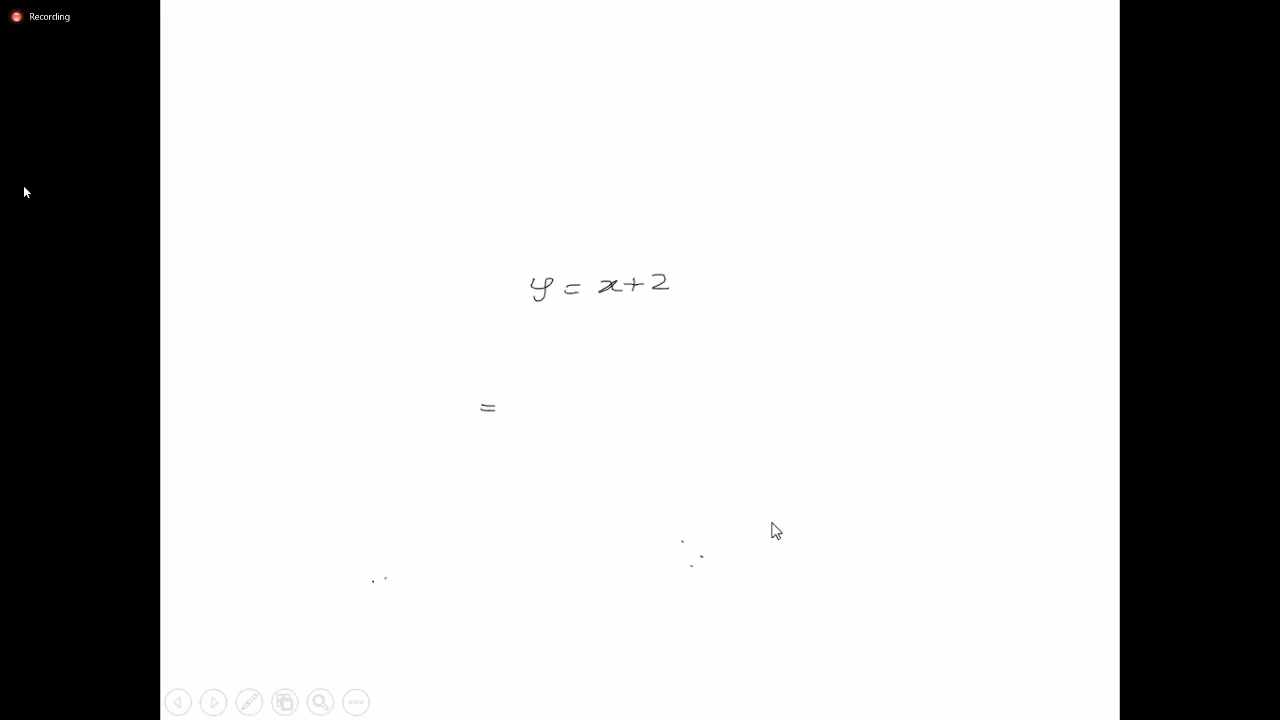 Recording
y = x+2
=